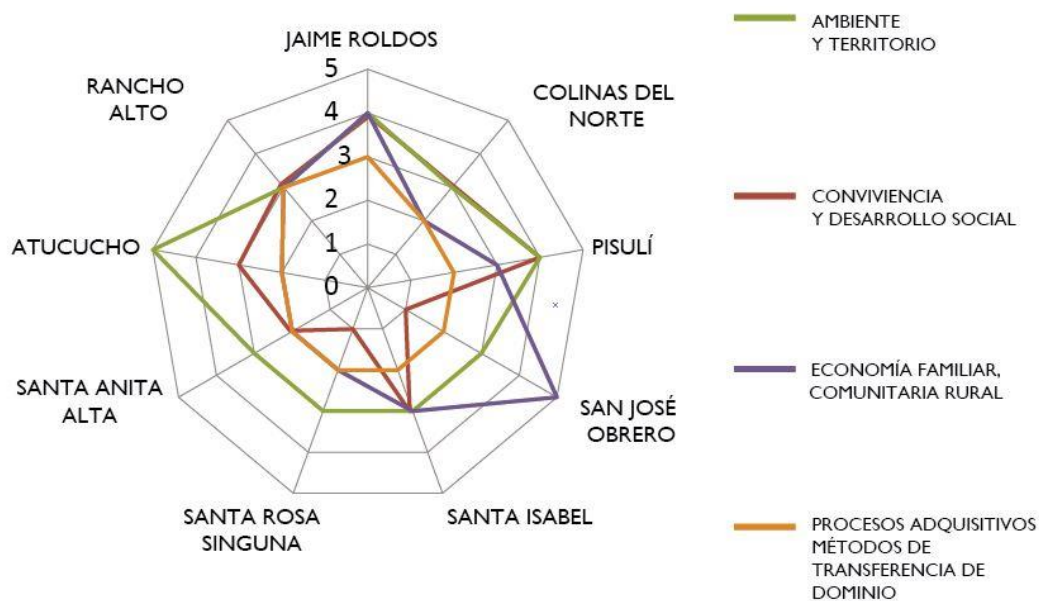 JAIME ROLDOS
COLINAS DEL
NORTE
PISULÍ
SAN JOSÉ
OBRERO
SANTA ISABEL
SANTA ROSA
SINGUNA
SANTA ANITA
ALTA
ATUCUCHO
RANCHO
ALTO
5
4
3
2
1
0
AMBIENTE
Y TERRITORIO
CONVIVIENCIA
Y DESARROLLO SOCIAL
ECONOMÍA FAMILIAR,
COMUNITARIA RURAL
PROCESOS ADQUISITIVOS
MÉTODOS DE
TRANSFERENCIA DE
DOMINIO